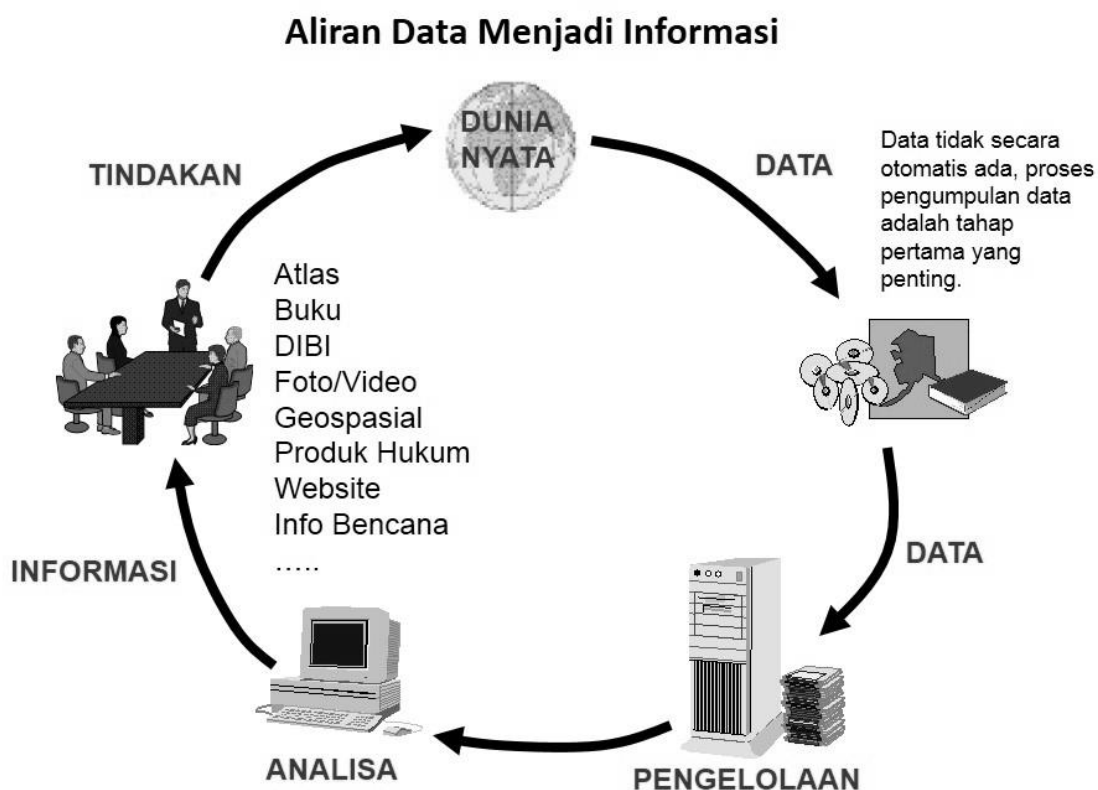 Aliran Data Menjadi Informasi
DUNIA
NYATA
DATA
Data tidak secara
otomatis ada, proses
pengumpulan data
adalah tahap
pertama yang
penting.
TINDAKAN
Atlas
Buku
DIBI
Foto/Video
Geospasial
Produk Hukum
Website
Info Bencana
.....
DATA
INFORMASI
ANALISA
PENGELOLAAN